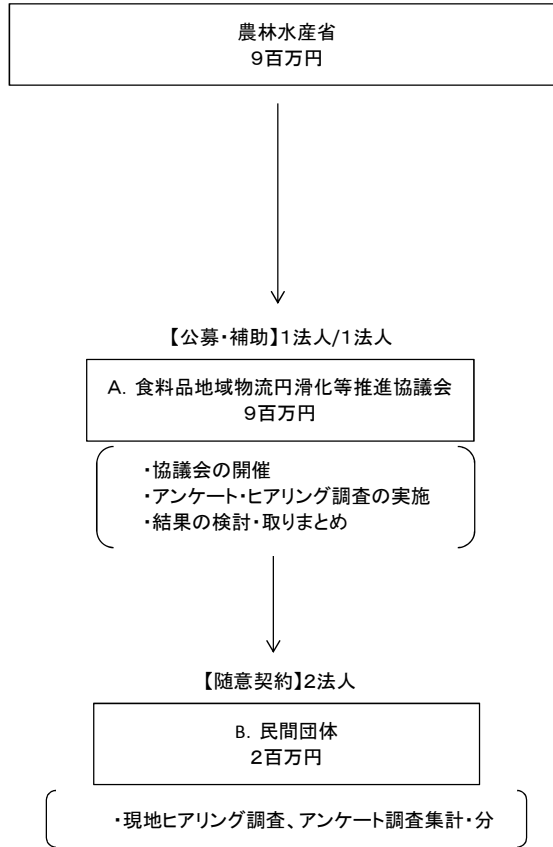 農林水産省
９百万円
【公募・補助】１法人/１法人
A. 食料品地域物流円滑化等推進協議会
９百万円
・協議会の開催
・アンケート・ヒアリング調査の実施
・結果の検討・取りまとめ
【随意契約】２法人
B. 民間団体
２百万円
・現地ヒアリング調査、アンケート調査集計・分